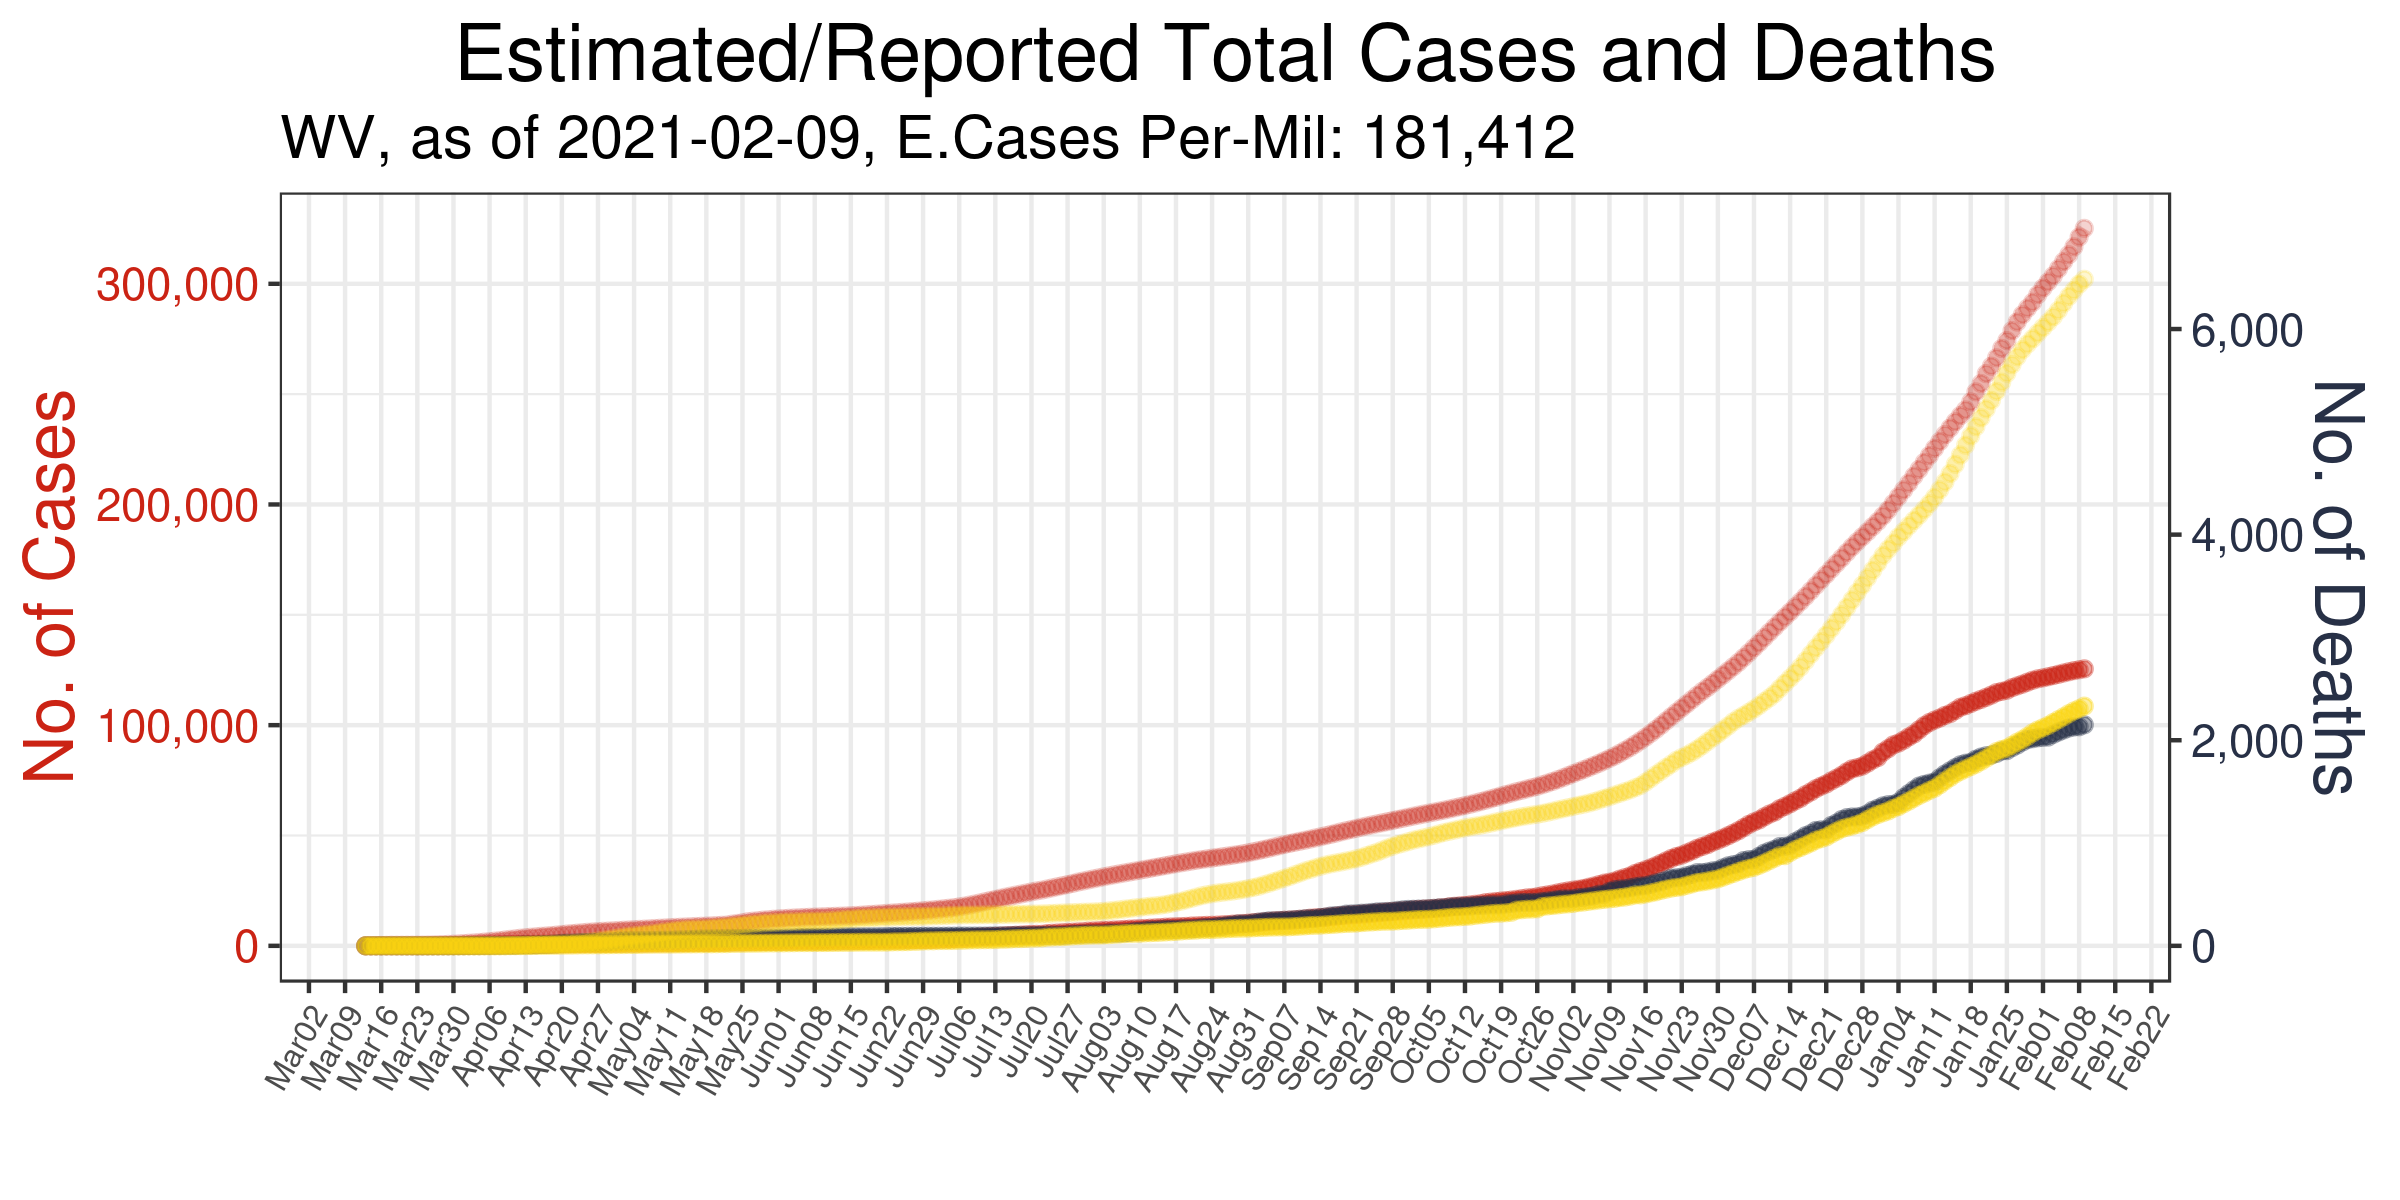 Estimated/Reported Total Cases and Deaths
WV, as of 2021-02-09, E.Cases Per-Mil: 181,412
No. of Cases
300,000
200,000
100,000
0
6,000
4,000
2,000
0
No. of Deaths
Mar02 Mar09 Mar16 Mar23 Mar30 Apr06 Apr13 Apr20 Apr27 May04 May11 May18 May25 Jun01 Jun08 Jun15 Jun22 Jun29 Jul06 Jul13 Jul20 Jul27 Aug03 Aug10 Aug17 Aug24 Aug31 Sep07 Sep14 Sep21 Sep28 Oct05 Oct12 Oct19 Oct26 Nov02 Nov09 Nov16 Nov23 Nov30 Dec07 Dec14 Dec21 Dec28 Jan04 Jan11 Jan18 Jan25 Feb01 Feb08 Feb15 Feb22